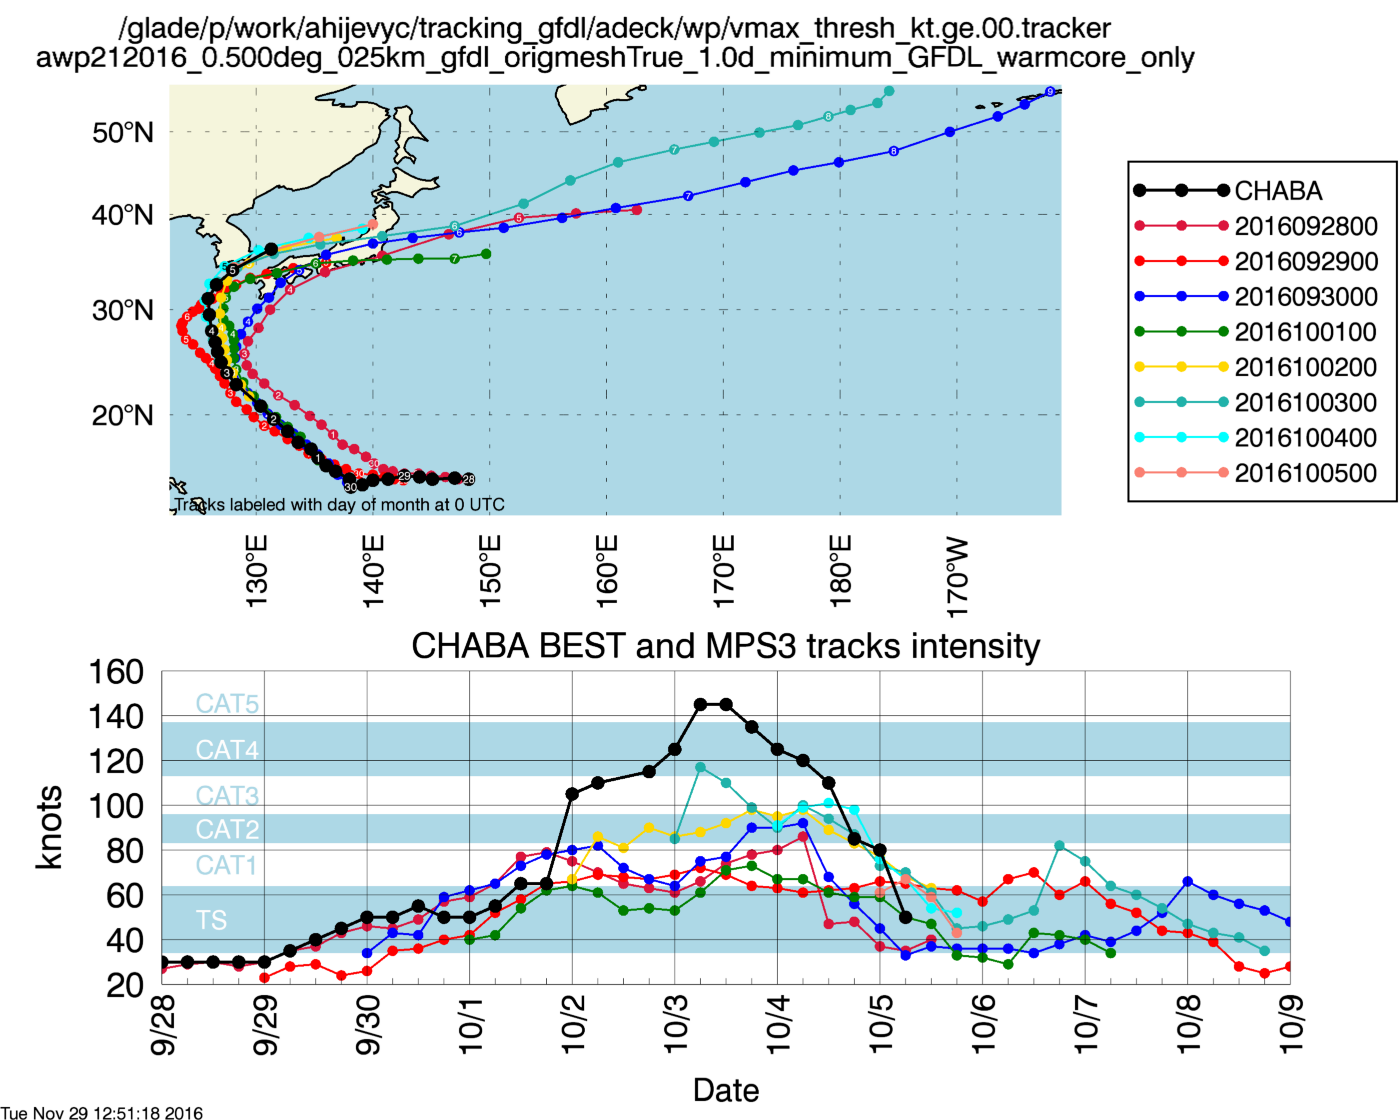 /glade/p/work/ahijevyc/tracking_gfdl/adeck/wp/vmax_thresh_kt.ge.00.tracker
awp212016_0.500deg_025km_gfdl_origmeshTrue_1.0d_minimum_GFDL_warmcore_only
50°N
40°N
30°N
20°N
Tracks labeled with day of month at 0 UTC
130°E
140°E
150°E
160°E
170°E
180°E
170°W
CHABA
2016092800
2016092900
2016093000
2016100100
2016100200
2016100300
2016100400
2016100500
CHABA BEST and MPS3 tracks intensity
160
140
120
100
80
60
40
20
knots
CAT5
CAT4
CAT3
CAT2
CAT1
TS
9/28
9/29
9/30
10/1
10/2
10/3
10/4
10/5
10/6
10/7
10/8
10/9
Date
Tue Nov 29 12:51:18 2016